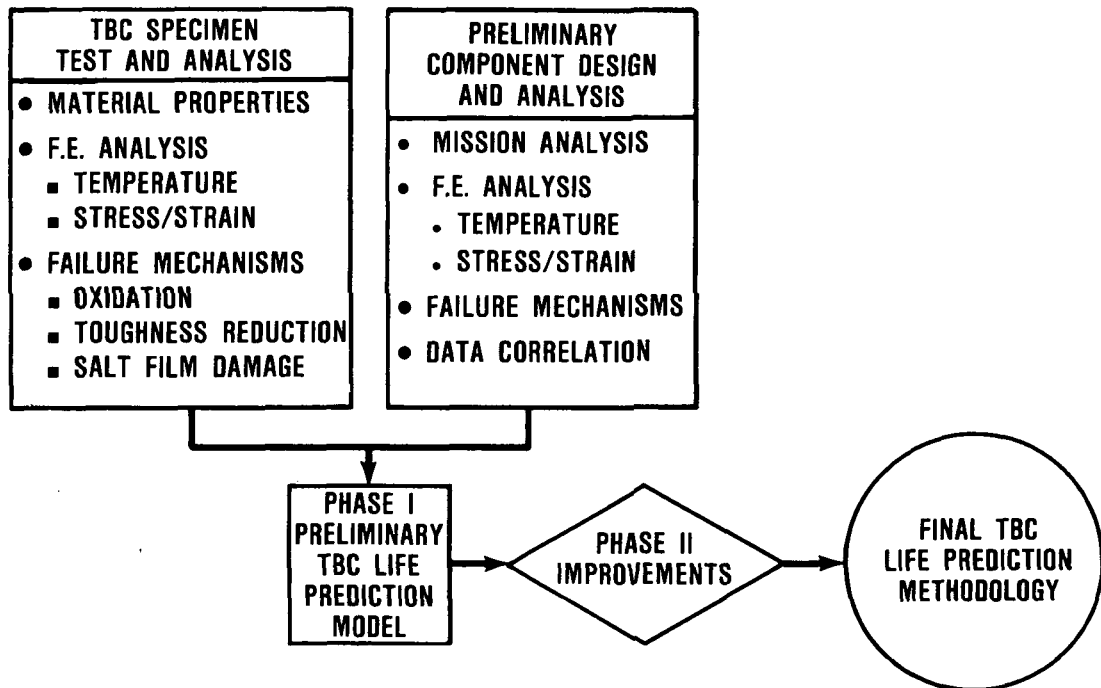 TBC SPECIMEN
TEST AND ANALYSIS
● MATERIAL PROPERTIES
● F.E. ANALYSIS
■ TEMPERATURE
■ STRESS/STRAIN
● FAILURE MECHANISMS
■ OXIDATION
■ TOUGHNESS REDUCTION
■ SALT FILM DAMAGE
PRELIMINARY
COMPONENT DESIGN
AND ANALYSIS
● MISSION ANALYSIS
● F.E. ANALYSIS
• TEMPERATURE
• STRESS/STRAIN
● FAILURE MECHANISMS
● DATA CORRELATION
PHASE I
PRELIMINARY
TBC LIFE
PREDICTION
MODEL
PHASE II
IMPROVEMENTS
FINAL TBC
LIFE PREDICTION
METHODOLOGY